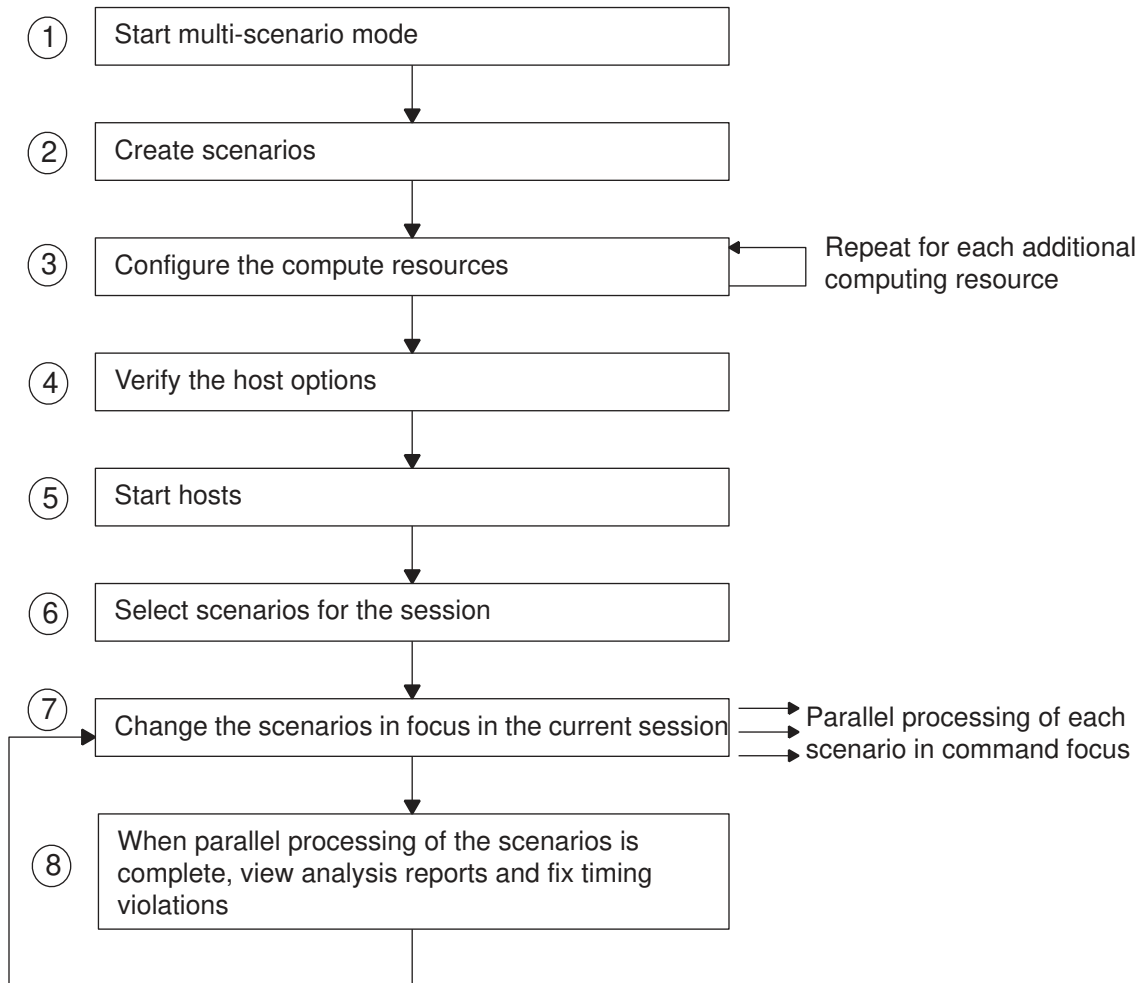 1
Start multi-scenario mode
2
Create scenarios
3
Configure the compute resources
Repeat for each additional
computing resource
4
Verify the host options
5
Start hosts
6
Select scenarios for the session
7
Change the scenarios in focus in the current session
Parallel processing of each
scenario in command focus
8
When parallel processing of the scenarios is
complete, view analysis reports and fix timing
violations